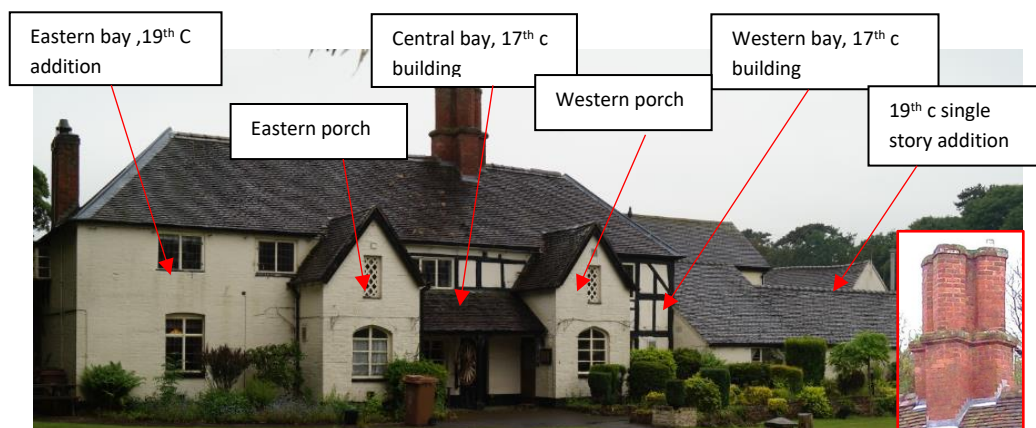 Eastern bay ,19th C
addition
Eastern porch
Central bay, 17th c
building
Western porch
Western bay, 17th c
building
19th c single
story addition